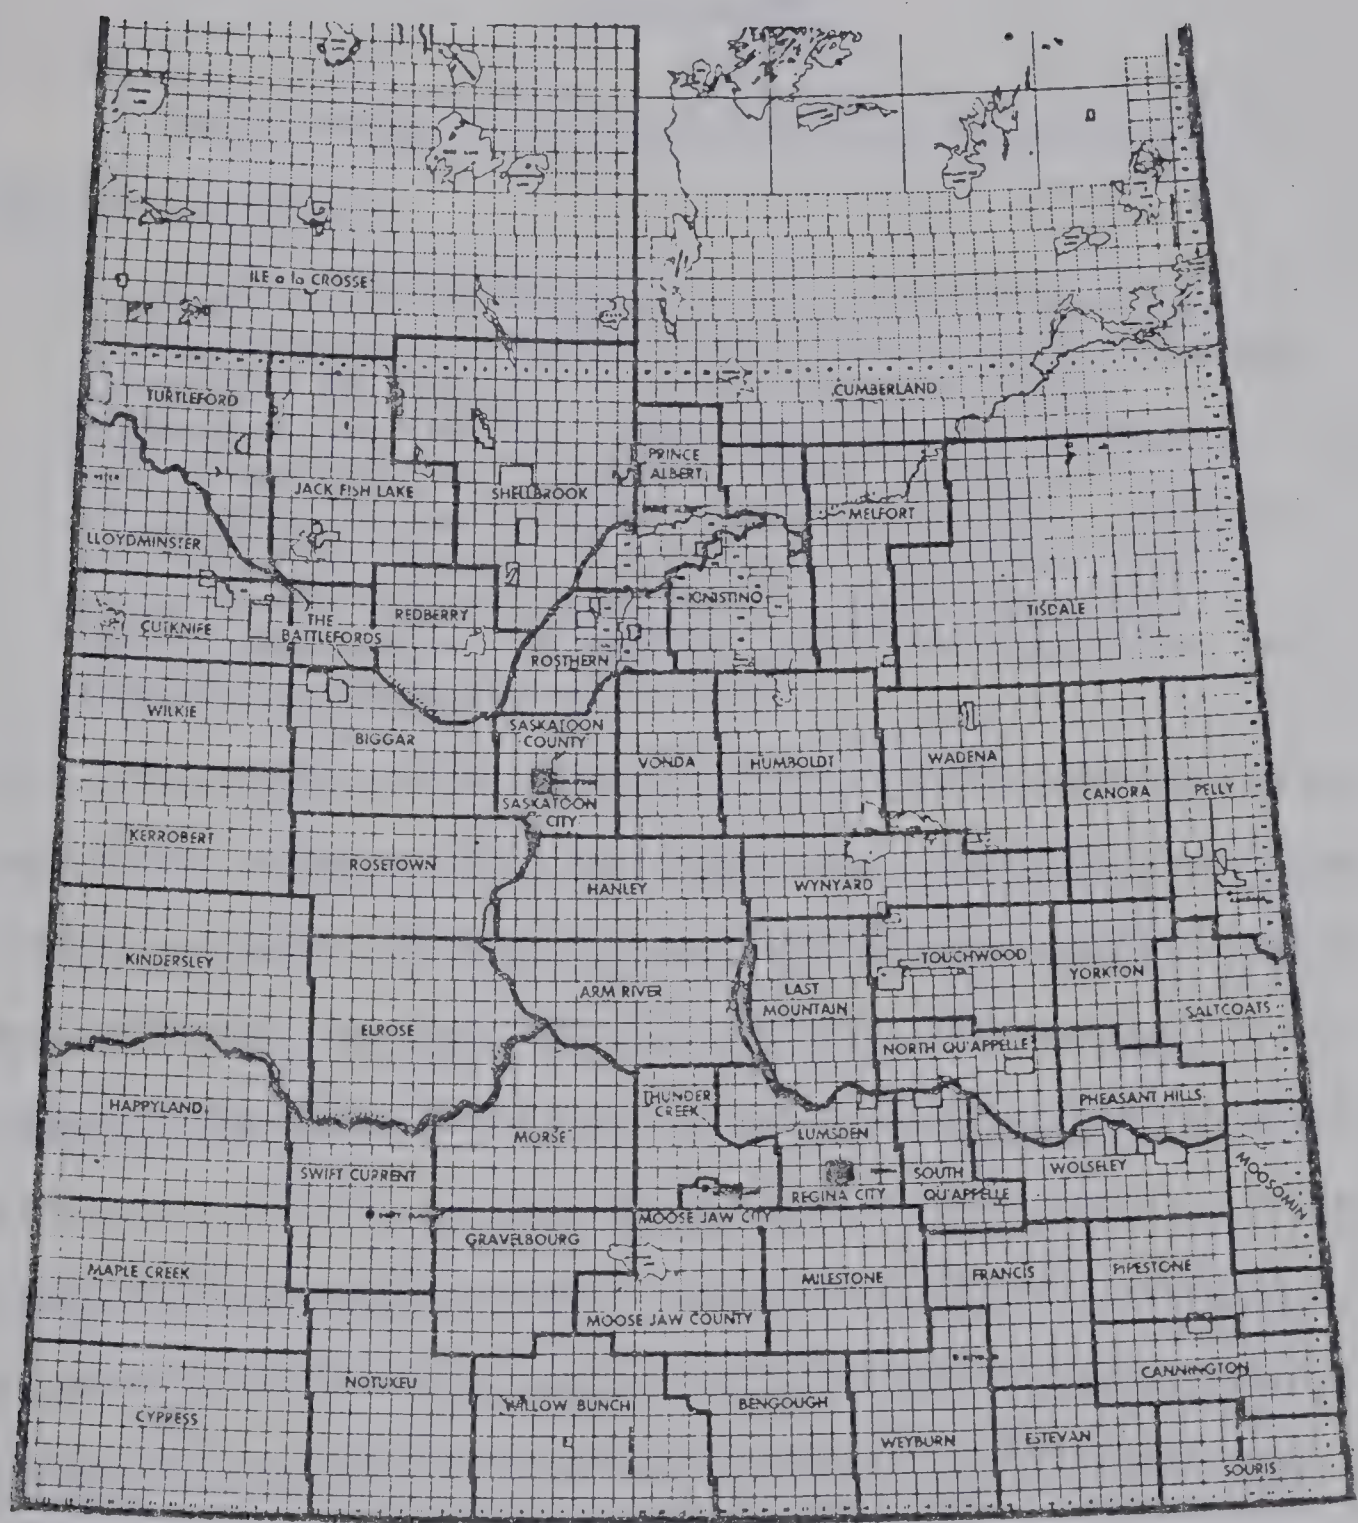 ILE a la CROSSE
CUMBERLAND
TURTLEFORD
PRINCE
ALBERT
JACK FISH LAKE
SHELLBROOK
MELFORT
LLOYDMINSTER
KINISTINO
TISDALE
REDBERRY
CUTKNIFE
THE
BATTLEFORDS
ROSTHERN
WILKIE
BIGGAR
SASKATOON
COUNTY
VONDA
HUMBOLDT
WADENA
CANORA
PELLY
SASKATOON
CITY
KERROBERT
ROSETOWN
HANLEY
WYNYARD
KINDERSLEY
TOUCHWOOD
YORKTON
ARM RIVER
LAST
MOUNTAIN
SALTCOATS
ELROSE
NORTH QU'APPELLE
HAPPYLAND
THUNDER
CREEK
PHEASANT HILLS
MORSE
LUMSDEN
SWIFT CURRENT
SOUTH
QU'APPELLE
WOLSELEY
MOOSOMIN
REGINA CITY
MOOSE JAW CITY
GRAVELBOURG
MAPLE CREEK
MILESTONE
FRANCIS
PIPESTONE
MOOSE JAW COUNTY
CANNINGTON
NOTUKEU
CYPRESS
WILLOW BUNCH
BENGOUGH
WEYBURN
ESTEVAN
SOURIS